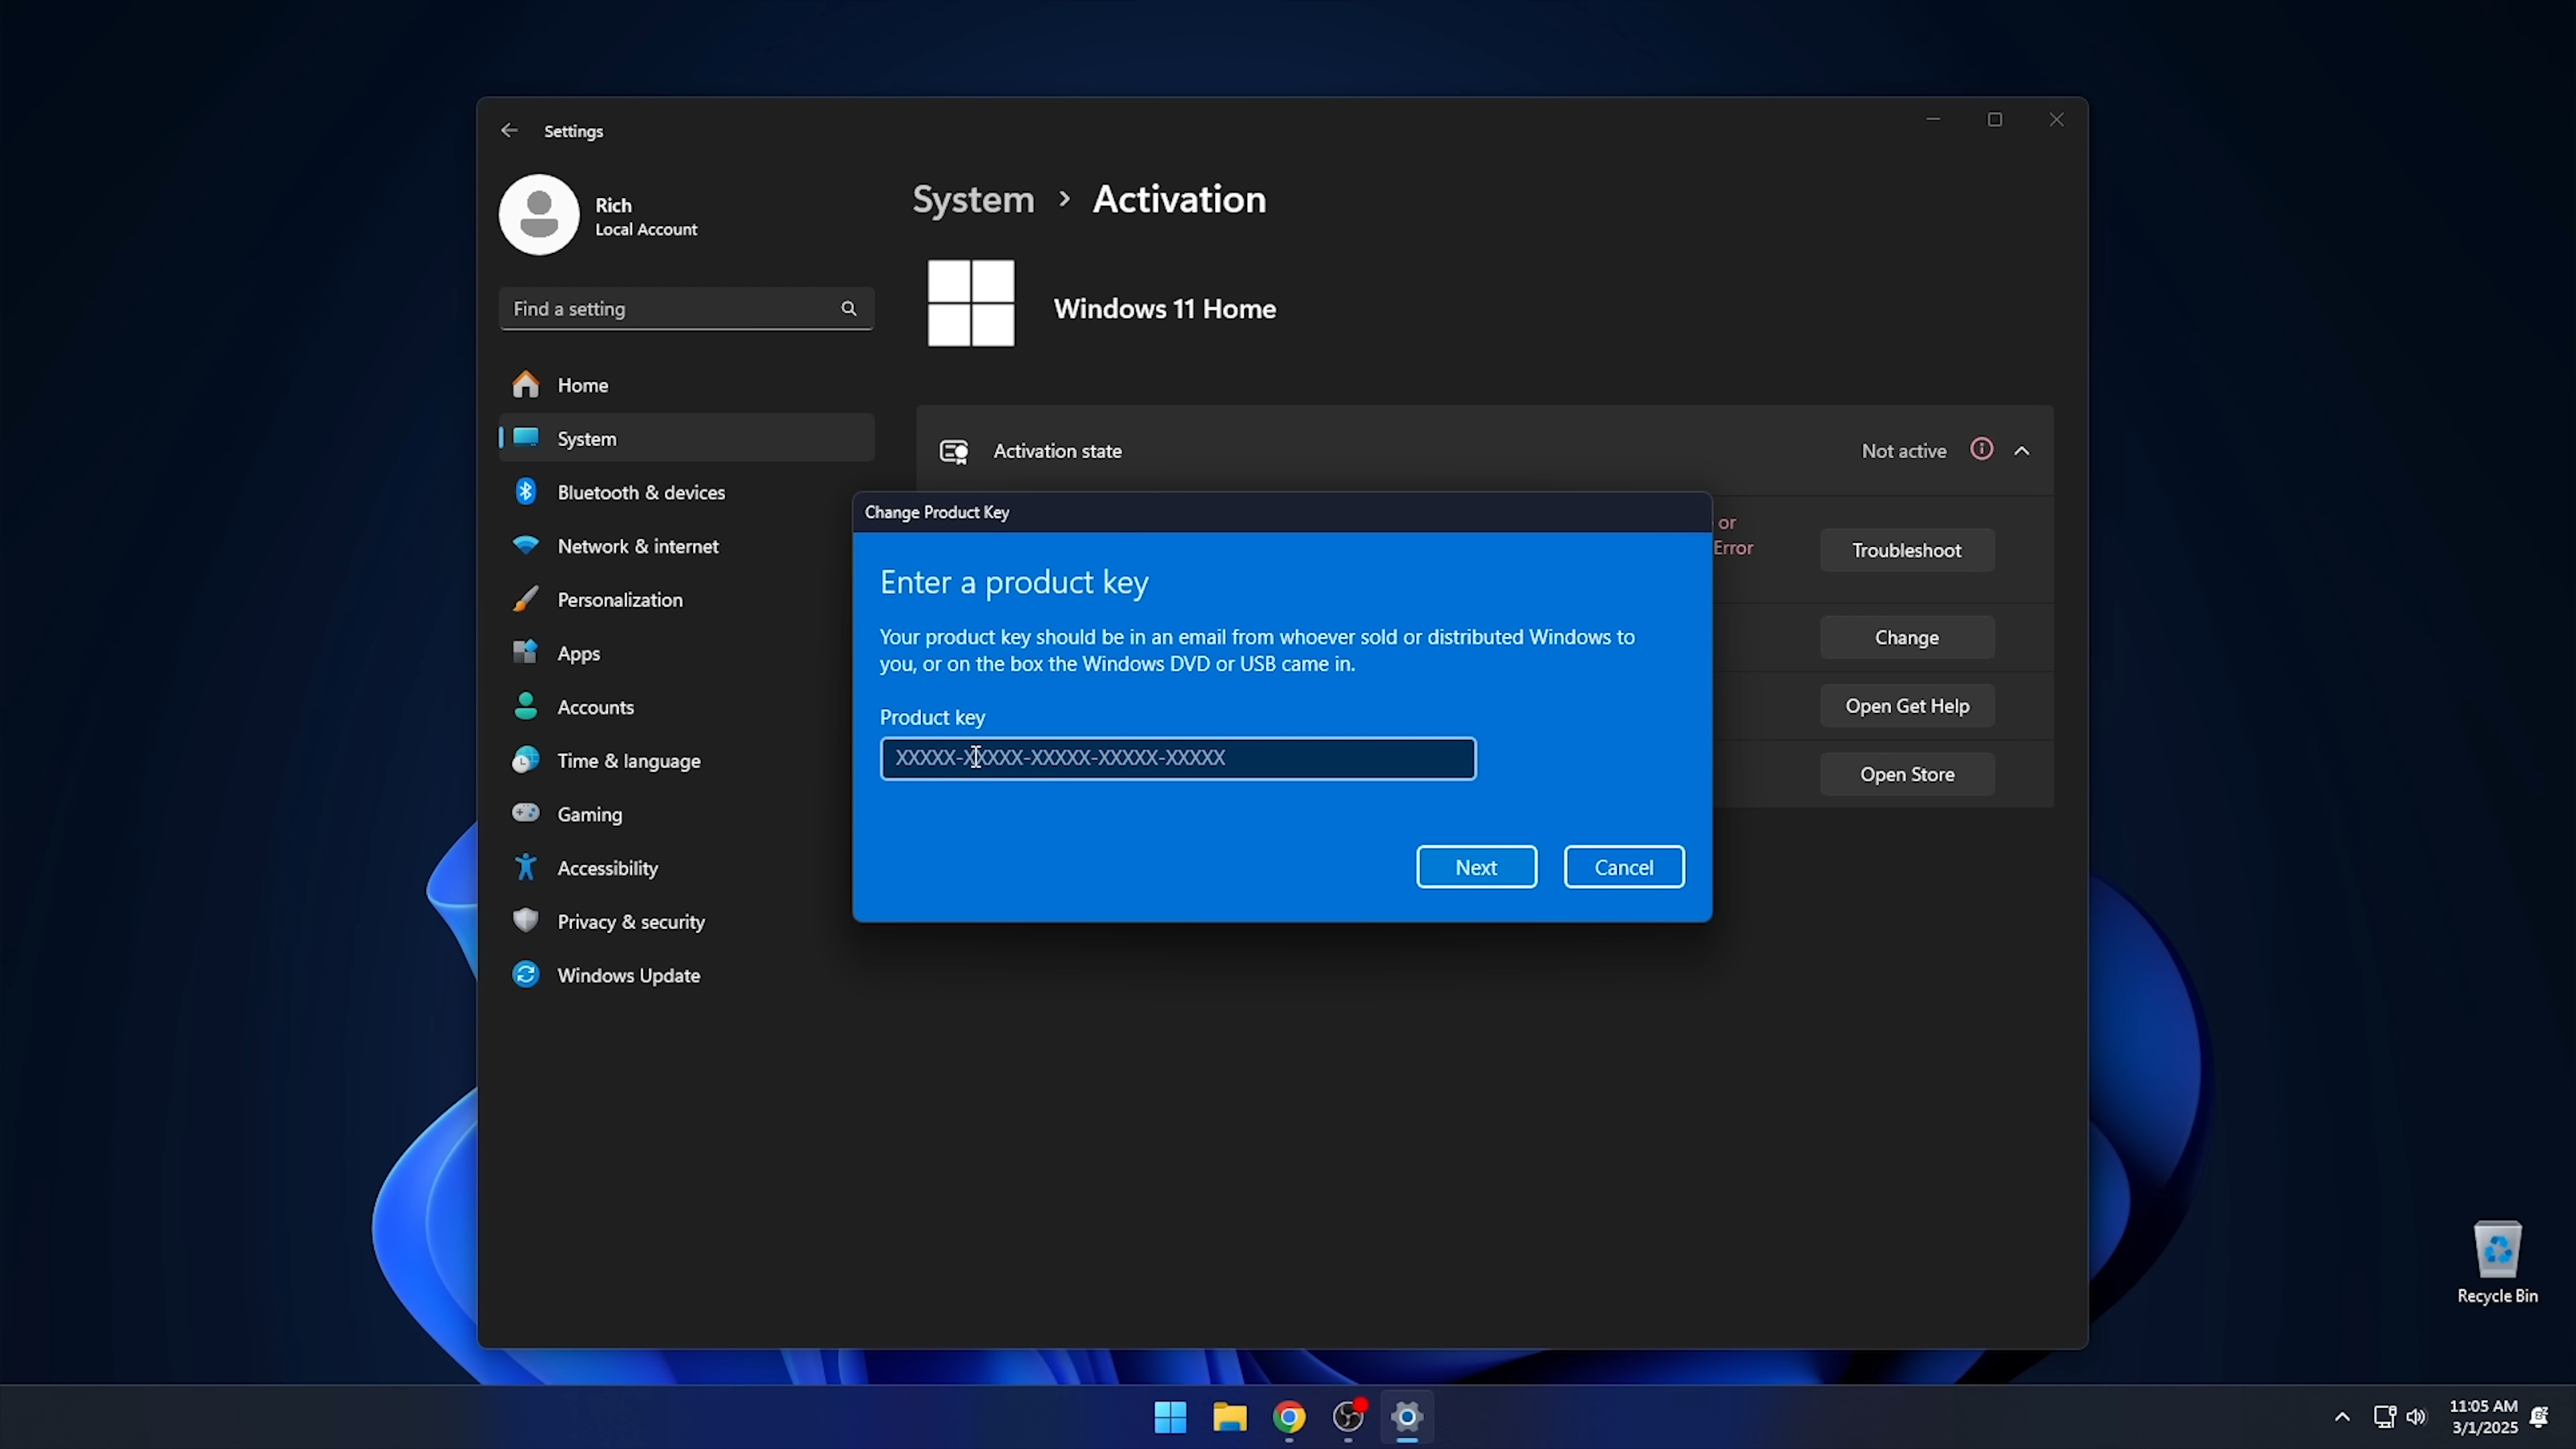 Settings
Rich
Local Account
Find a setting
Home
System
Bluetooth & devices
Network & internet
Personalization
Apps
Accounts
Time & language
Gaming
Accessibility
Privacy & security
Windows Update
System > Activation
Windows 11 Home
Activation state
Not active
or
Error
Troubleshoot
Change
Open Get Help
Open Store
Change Product Key
Enter a product key
Your product key should be in an email from whoever sold or distributed Windows to
you, or on the box the Windows DVD or USB came in.
Product key
XXXXX-XXXXX-XXXXX-XXXXX-XXXXX
Next
Cancel
Recycle Bin
11:05 AM
3/1/2025